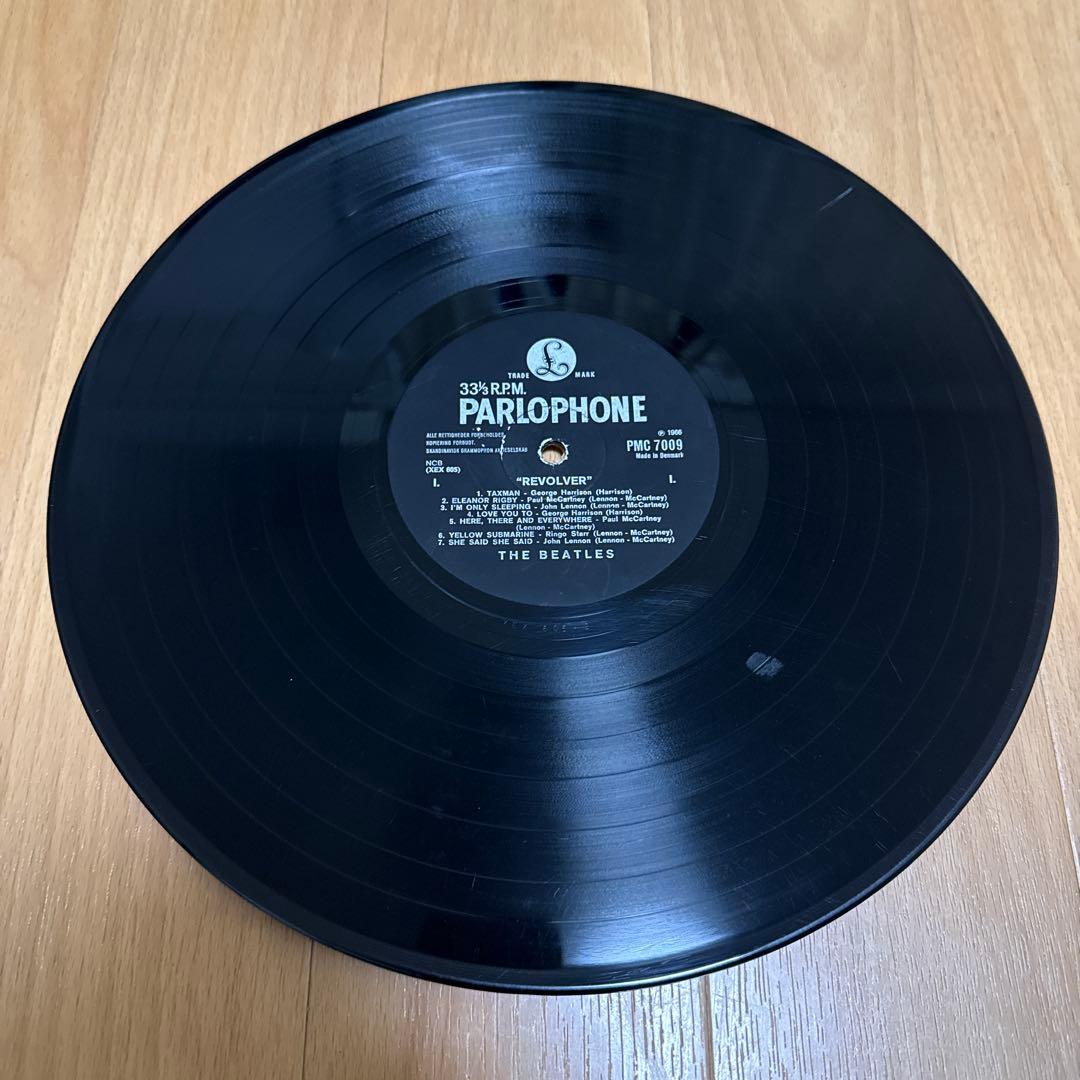 £
TRADE MARK
33⅓ R.P.M.
PARLOPHONE
ALLE RETTIGHEDER FORBEHOLDER
KOPIERING FORBUDT.
SKANDINAVISK GRAMMOPHON AKTIESELSKAB
℗ 1966
PMC 7009
Made in Denmark
NCB
(XEX 605)
I. "REVOLVER" I.
1. TAXMAN - George Harrison (Harrison)
2. ELEANOR RIGBY - Paul McCartney (Lennon - McCartney)
3. I'M ONLY SLEEPING - John Lennon (Lennon - McCartney)
4. LOVE YOU TO - George Harrison (Harrison)
5. HERE, THERE AND EVERYWHERE - Paul McCartney
(Lennon - McCartney)
6. YELLOW SUBMARINE - Ringo Starr (Lennon - McCartney)
7. SHE SAID SHE SAID - John Lennon (Lennon - McCartney)
THE BEATLES